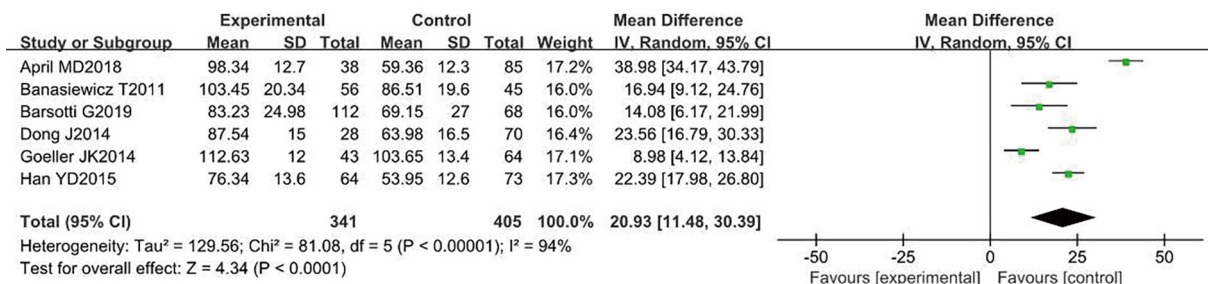 Experimental Control Mean Difference Mean Difference
Study or Subgroup Mean SD Total Mean SD Total Weight IV, Random, 95% CI IV, Random, 95% CI
April MD2018 98.34 12.7 38 59.36 12.3 85 17.2% 38.98 [34.17, 43.79]
Banasiewicz T2011 103.45 20.34 56 86.51 19.6 45 16.0% 16.94 [9.12, 24.76]
Barsotti G2019 83.23 24.98 112 69.15 27 68 16.0% 14.08 [6.17, 21.99]
Dong J2014 87.54 15 28 63.98 16.5 70 16.4% 23.56 [16.79, 30.33]
Goeller JK2014 112.63 12 43 103.65 13.4 64 17.1% 8.98 [4.12, 13.84]
Han YD2015 76.34 13.6 64 53.95 12.6 73 17.3% 22.39 [17.98, 26.80]
Total (95% CI) 341 405 100.0% 20.93 [11.48, 30.39]
Heterogeneity: Tau² = 129.56; Chi² = 81.08, df = 5 (P < 0.00001); I² = 94%
Test for overall effect: Z = 4.34 (P < 0.0001)
-50 -25 0 25 50
Favours [experimental] Favours [control]